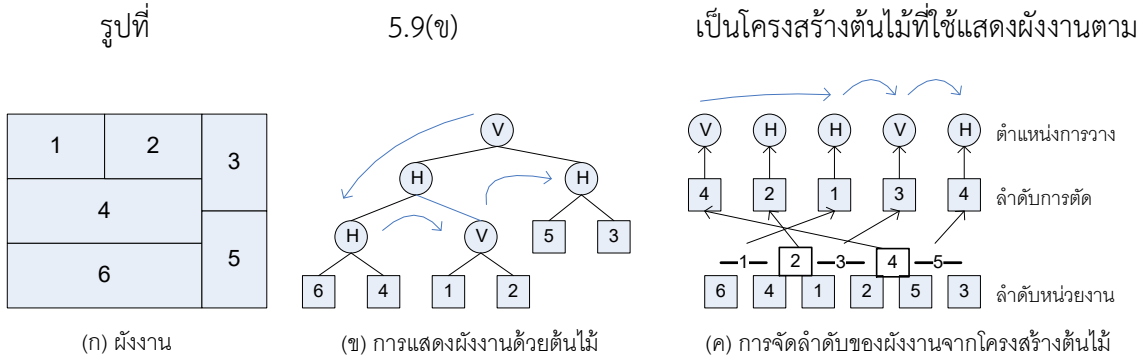 รูปที่ 5.9(ข) เป็นโครงสร้างต้นไม้ที่ใช้แสดงผังงานตาม
1 2 3
4
5
6
(ก) ผังงาน
V
H H
H V 5 3
6 4 1 2
(ข) การแสดงผังงานด้วยต้นไม้
V H H V H ตำแหน่งการวาง
4 2 1 3 4 ลำดับการตัด
1 2 3 4 5
6 4 1 2 5 3 ลำดับหน่วยงาน
(ค) การจัดลำดับของผังงานจากโครงสร้างต้นไม้